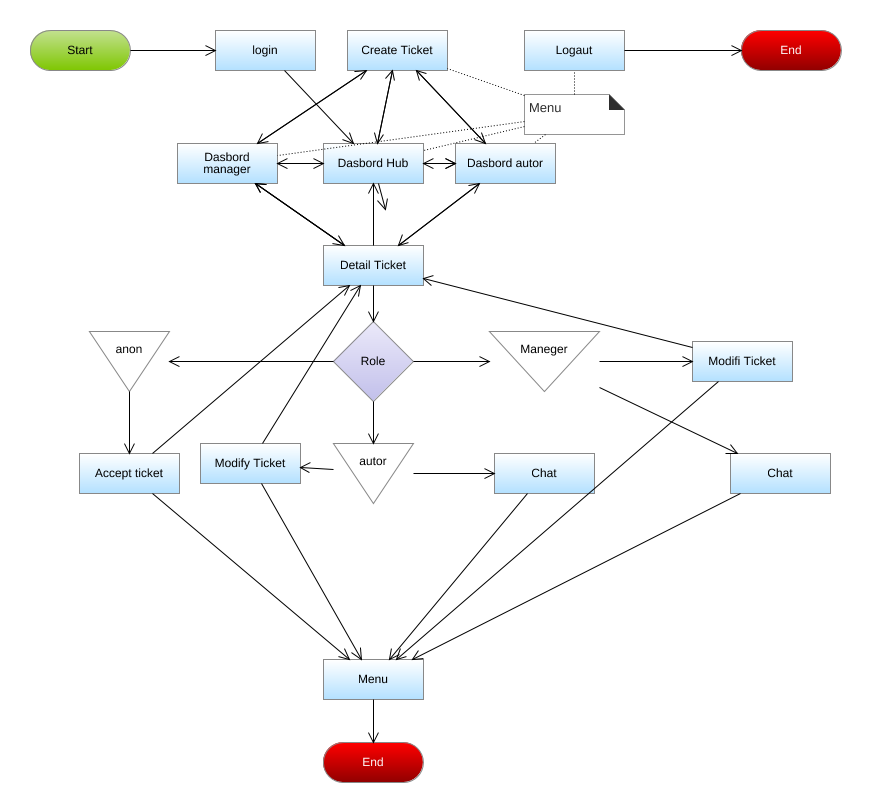 Start
login
Create Ticket
Logaut
End
Menu
Dasbord
manager
Dasbord Hub
Dasbord autor
Detail Ticket
anon
Role
Maneger
Modifi Ticket
Accept ticket
Modify Ticket
autor
Chat
Chat
Menu
End